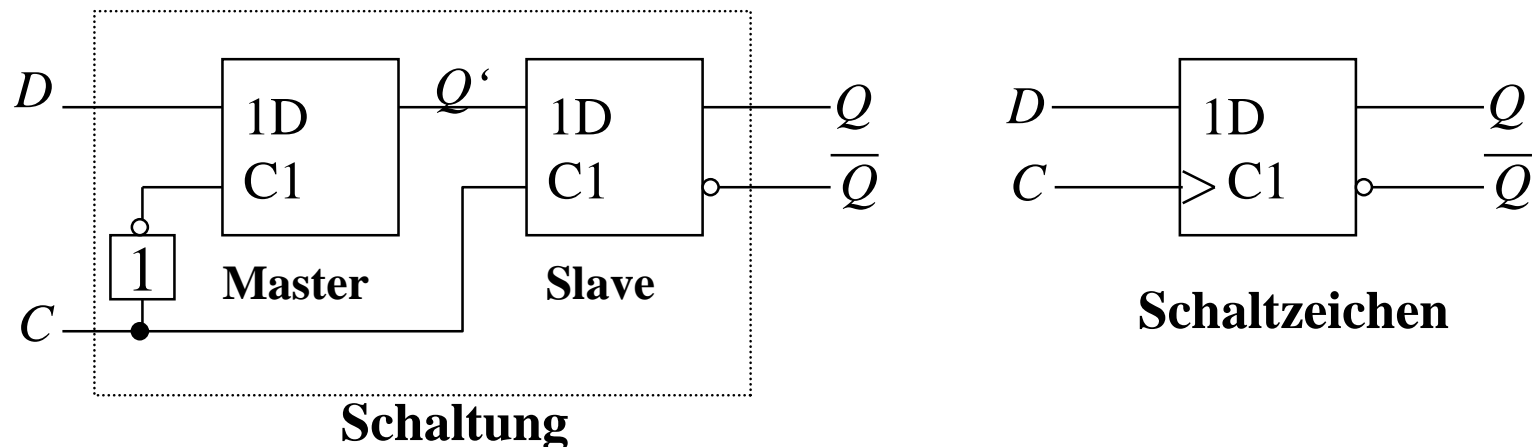 D
1D
C1
Master
1
C
Q‘
1D
C1
Slave
Q
Q
Schaltung
D
C
1D
C1
Q
Q
Schaltzeichen